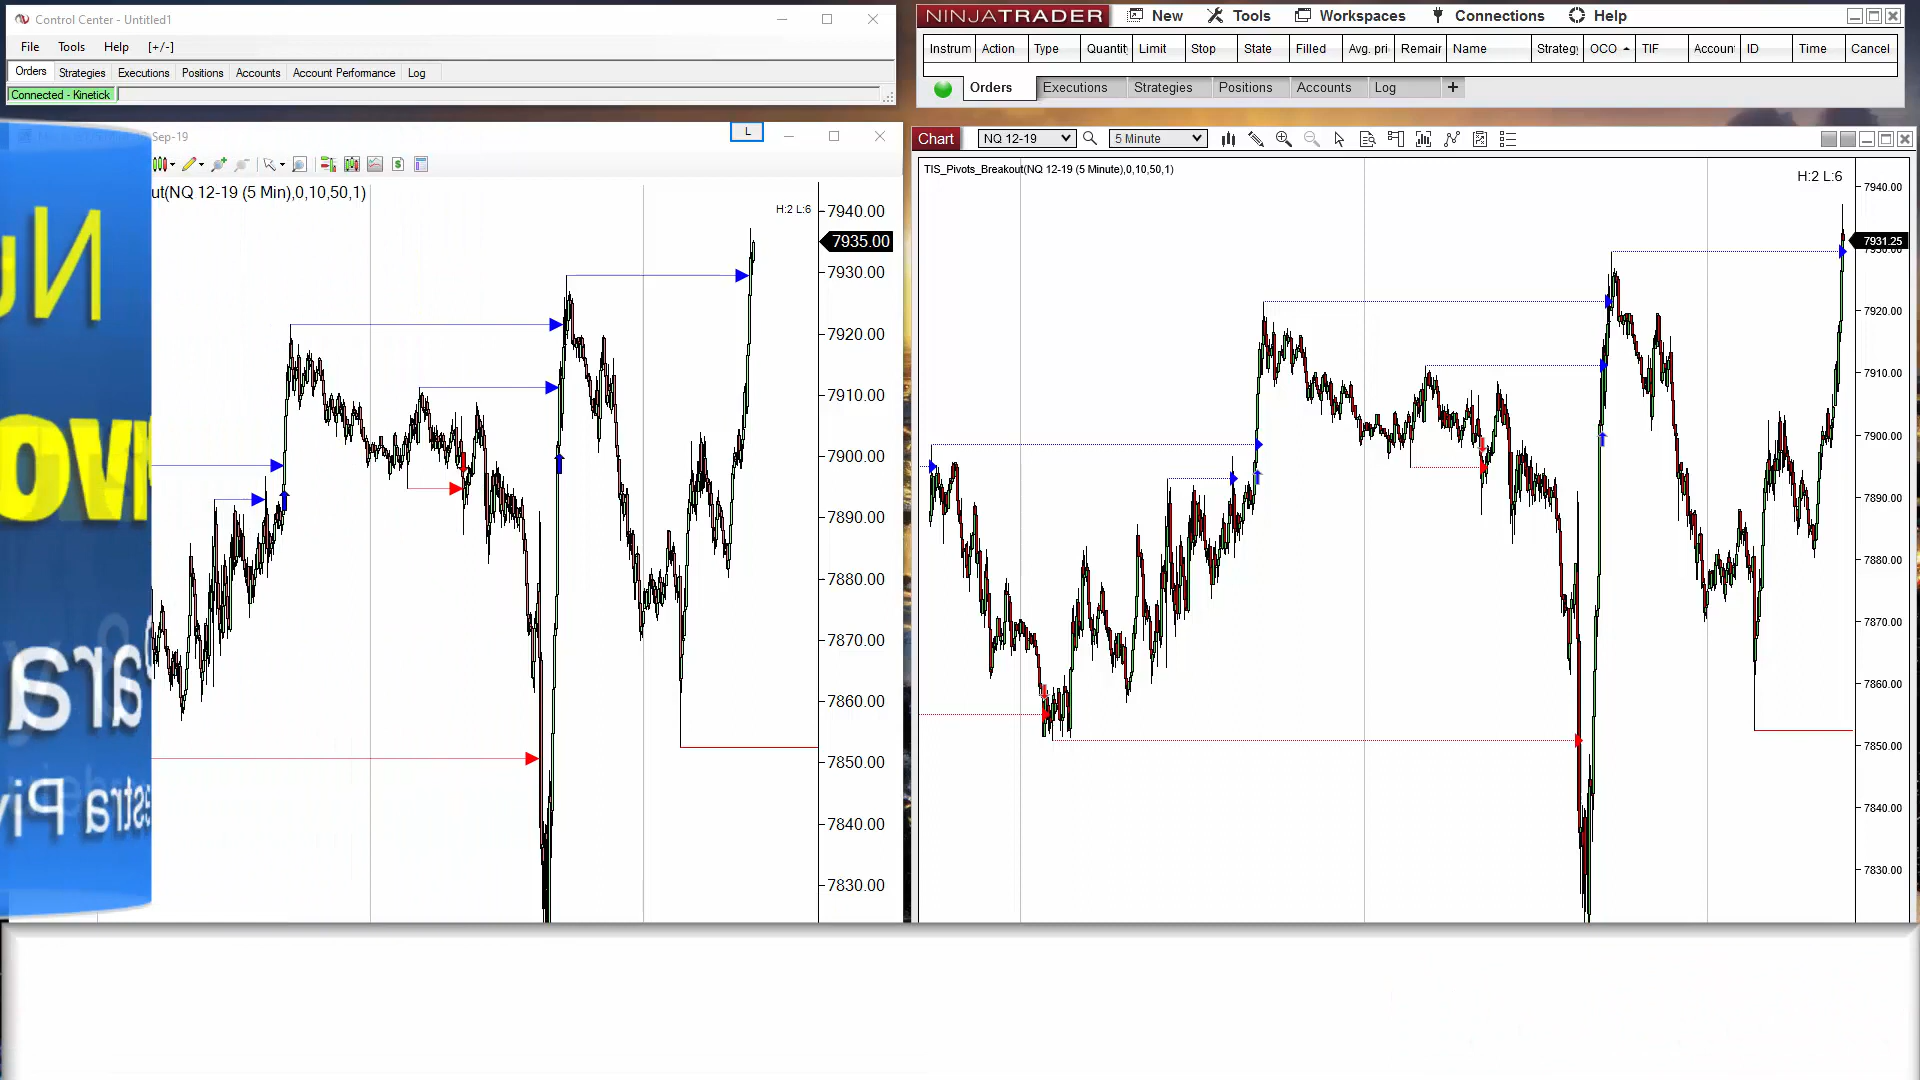 Control Center - Untitled1
File Tools Help [+/-]
Orders Strategies Executions Positions Accounts Account Performance Log
Connected - Kinetick
Sep-19
L
ut(NQ 12-19 (5 Min),0,10,50,1)
H:2 L:6
7940.00
7935.00
7930.00
7920.00
7910.00
7900.00
7890.00
7880.00
7870.00
7860.00
7850.00
7840.00
7830.00
NINJATRADER New Tools Workspaces Connections Help
Instrum Action Type Quantity Limit Stop State Filled Avg. pri Remain Name Strategy OCO TIF Account ID Time Cancel
Orders Executions Strategies Positions Accounts Log +
Chart NQ 12-19 5 Minute
TIS_Pivots_Breakout(NQ 12-19 (5 Minute),0,10,50,1)
H:2 L:6
7940.00
7931.25
7920.00
7910.00
7900.00
7890.00
7880.00
7870.00
7860.00
7850.00
7840.00
7830.00